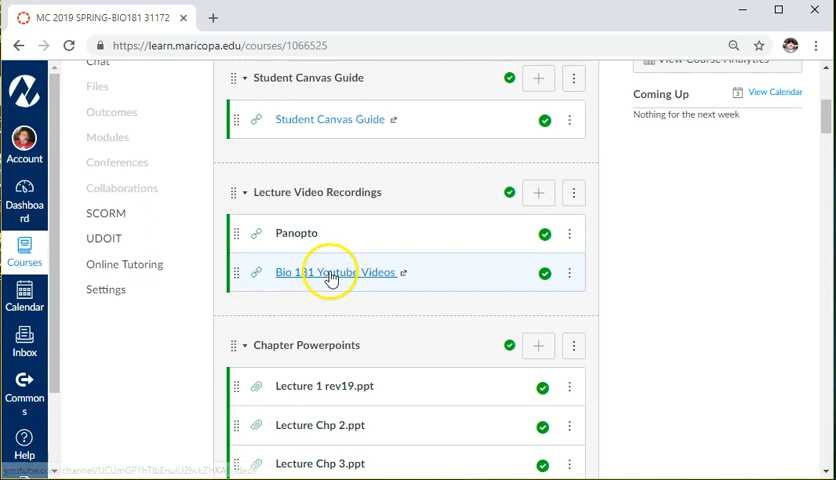 MC 2019 SPRING-BIO181 31172
https://learn.maricopa.edu/courses/1066525
Chat
Files
Outcomes
Modules
Conferences
Collaborations
SCORM
UDOIT
Online Tutoring
Settings
Account
Dashboa
rd
Courses
Calendar
Inbox
Common
s
Help
Student Canvas Guide
Student Canvas Guide
Lecture Video Recordings
Panopto
Bio 181 Youtube Videos
Chapter Powerpoints
Lecture 1 rev19.ppt
Lecture Chp 2.ppt
Lecture Chp 3.ppt
View Course Analytics
Coming Up
View Calendar
Nothing for the next week